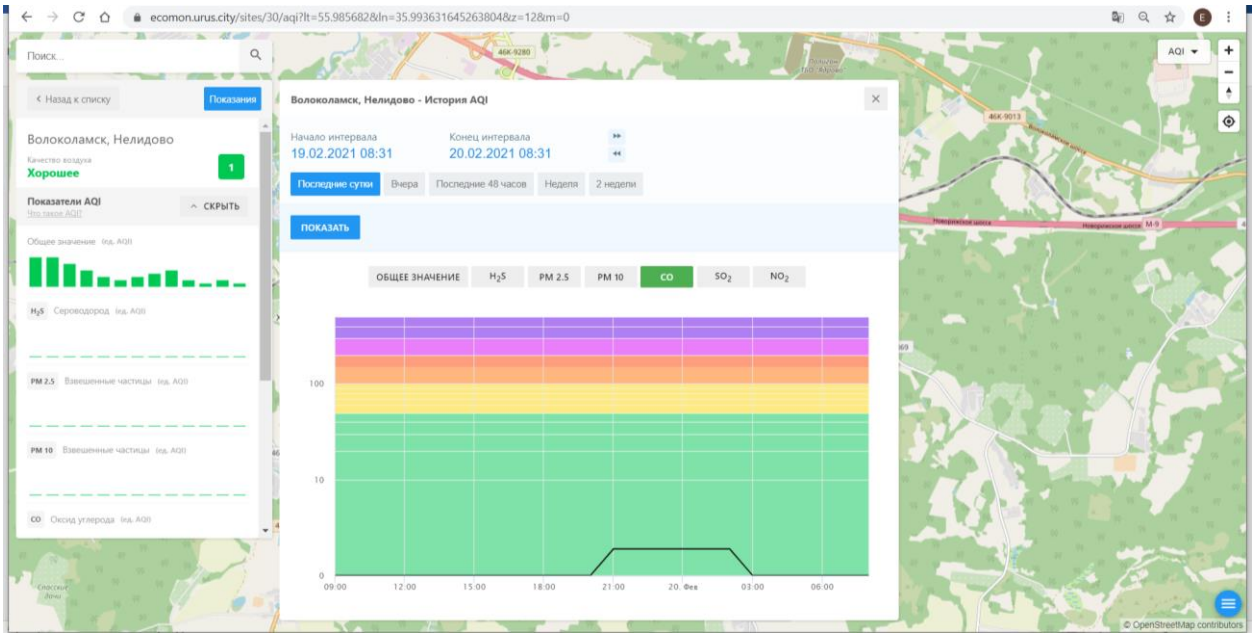 ecomon.urus.city/sites/30/aqi?lt=55.985682&ln=35.993631645263804&z=12&m=0
E
Поиск...
46К-9280
AQI
Назад к списку
Показания
Волоколамск, Нелидово - История AQI
46К-9013
Волоколамск, Нелидово
Качество воздуха
Хорошее
1
Начало интервала
Конец интервала
19.02.2021 08:31
20.02.2021 08:31
Последние сутки
Вчера
Последние 48 часов
Неделя
2 недели
Показатели AQI
Что такое AQI?
СКРЫТЬ
ПОКАЗАТЬ
Новорижское шоссе
Новорижское шоссе
М-9
Общее значение (ед. AQI)
ОБЩЕЕ ЗНАЧЕНИЕ
H₂S
PM 2.5
PM 10
CO
SO₂
NO₂
H₂S Сероводород (ед. AQI)
PM 2.5 Взвешенные частицы (ед. AQI)
PM 10 Взвешенные частицы (ед. AQI)
CO Оксид углерода (ед. AQI)
100
10
0
09:00
12:00
15:00
18:00
21:00
20. Фев
03:00
06:00
© OpenStreetMap contributors